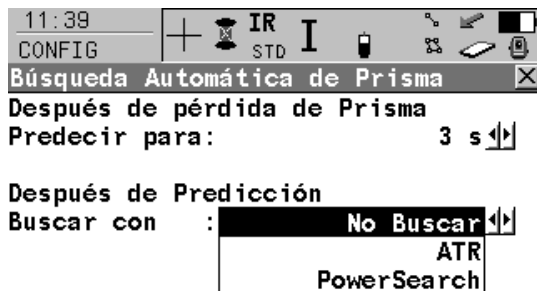 11:39
CONFIG
IR
STD
I
Búsqueda Automática de Prisma
Después de pérdida de Prisma
Predecir para: 3 s
Después de Predicción
Buscar con : No Buscar
ATR
PowerSearch